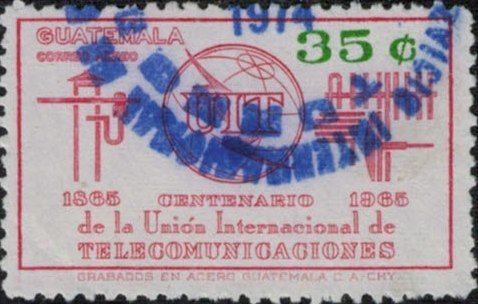 1974
GUATEMALA
CORREO AEREO
35 ¢
UIT
1865 CENTENARIO 1965
de la Unión Internacional de
TELECOMUNICACIONES
GRABADOS EN ACERO GUATEMALA C. A.-CHY.